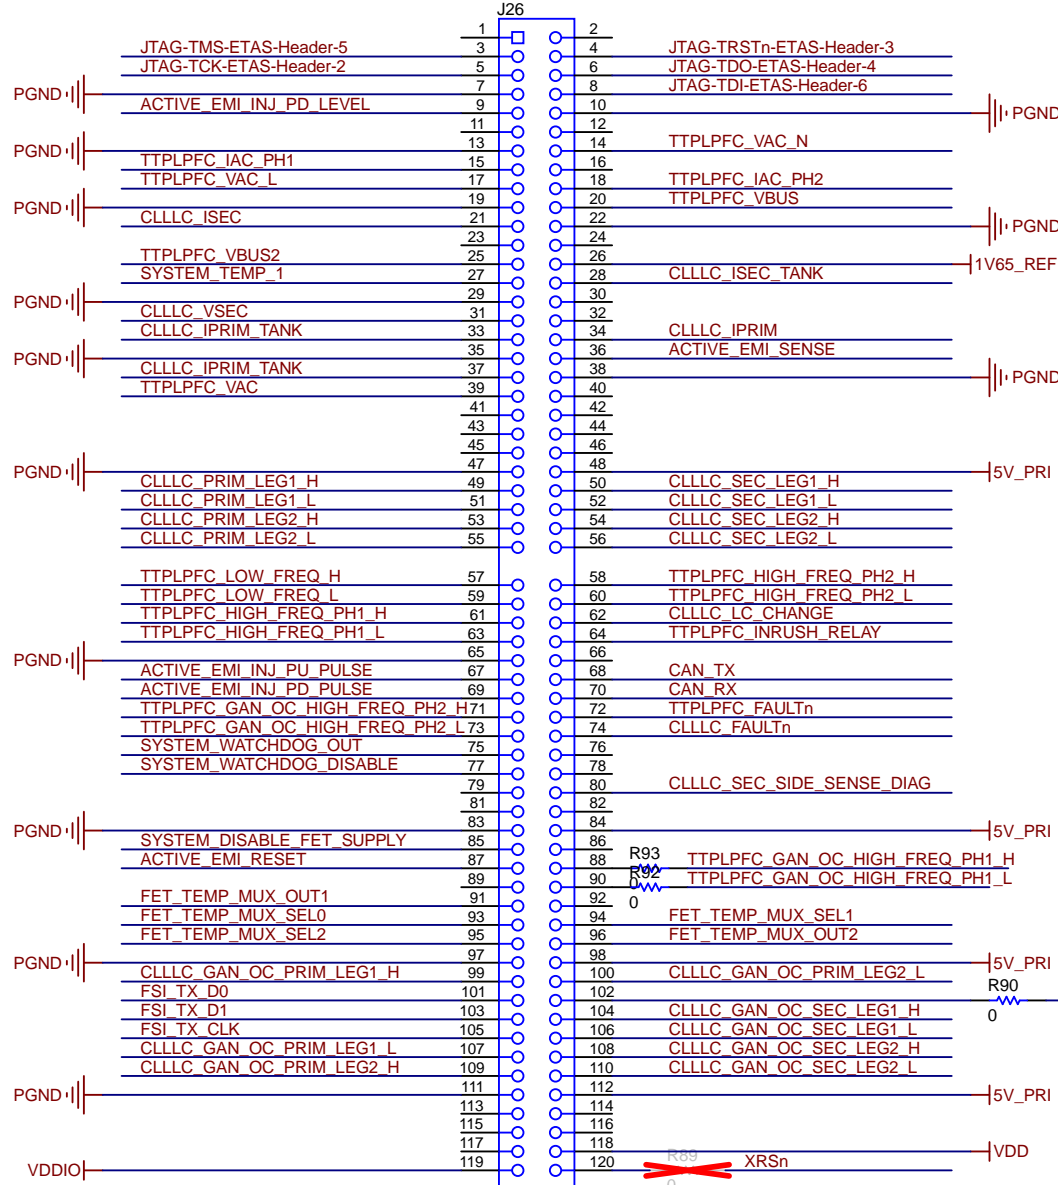 J26
1 2
JTAG-TMS-ETAS-Header-5 3 4 JTAG-TRSTn-ETAS-Header-3
JTAG-TCK-ETAS-Header-2 5 6 JTAG-TDO-ETAS-Header-4
PGND 7 8 JTAG-TDI-ETAS-Header-6
ACTIVE_EMI_INJ_PD_LEVEL 9 10 PGND
11 12
PGND 13 14 TTPLPFC_VAC_N
TTPLPFC_IAC_PH1 15 16
TTPLPFC_VAC_L 17 18 TTPLPFC_IAC_PH2
PGND 19 20 TTPLPFC_VBUS
CLLLC_ISEC 21 22 PGND
23 24
TTPLPFC_VBUS2 25 26 1V65_REF
SYSTEM_TEMP_1 27 28 CLLLC_ISEC_TANK
PGND 29 30
CLLLC_VSEC 31 32
CLLLC_IPRIM_TANK 33 34 CLLLC_IPRIM
PGND 35 36 ACTIVE_EMI_SENSE
CLLLC_IPRIM_TANK 37 38 PGND
TTPLPFC_VAC 39 40
41 42
43 44
45 46
PGND 47 48 5V_PRI
CLLLC_PRIM_LEG1_H 49 50 CLLLC_SEC_LEG1_H
CLLLC_PRIM_LEG1_L 51 52 CLLLC_SEC_LEG1_L
CLLLC_PRIM_LEG2_H 53 54 CLLLC_SEC_LEG2_H
CLLLC_PRIM_LEG2_L 55 56 CLLLC_SEC_LEG2_L
TTPLPFC_LOW_FREQ_H 57 58 TTPLPFC_HIGH_FREQ_PH2_H
TTPLPFC_LOW_FREQ_L 59 60 TTPLPFC_HIGH_FREQ_PH2_L
TTPLPFC_HIGH_FREQ_PH1_H 61 62 CLLLC_LC_CHANGE
TTPLPFC_HIGH_FREQ_PH1_L 63 64 TTPLPFC_INRUSH_RELAY
PGND 65 66
ACTIVE_EMI_INJ_PU_PULSE 67 68 CAN_TX
ACTIVE_EMI_INJ_PD_PULSE 69 70 CAN_RX
TTPLPFC_GAN_OC_HIGH_FREQ_PH2_H 71 72 TTPLPFC_FAULTn
TTPLPFC_GAN_OC_HIGH_FREQ_PH2_L 73 74 CLLLC_FAULTn
SYSTEM_WATCHDOG_OUT 75 76
SYSTEM_WATCHDOG_DISABLE 77 78
79 80 CLLLC_SEC_SIDE_SENSE_DIAG
81 82
PGND 83 84 5V_PRI
SYSTEM_DISABLE_FET_SUPPLY 85 86
ACTIVE_EMI_RESET 87 88 R93 0 TTPLPFC_GAN_OC_HIGH_FREQ_PH1_H
89 90 R92 0 TTPLPFC_GAN_OC_HIGH_FREQ_PH1_L
FET_TEMP_MUX_OUT1 91 92
FET_TEMP_MUX_SEL0 93 94 FET_TEMP_MUX_SEL1
FET_TEMP_MUX_SEL2 95 96 FET_TEMP_MUX_OUT2
PGND 97 98 5V_PRI
CLLLC_GAN_OC_PRIM_LEG1_H 99 100 CLLLC_GAN_OC_PRIM_LEG2_L
FSI_TX_D0 101 102 R90 0
FSI_TX_D1 103 104 CLLLC_GAN_OC_SEC_LEG1_H
FSI_TX_CLK 105 106 CLLLC_GAN_OC_SEC_LEG1_L
CLLLC_GAN_OC_PRIM_LEG1_L 107 108 CLLLC_GAN_OC_SEC_LEG2_H
CLLLC_GAN_OC_PRIM_LEG2_H 109 110 CLLLC_GAN_OC_SEC_LEG2_L
PGND 111 112 5V_PRI
113 114
115 116
117 118 VDD
VDDIO 119 120 R89 0 XRSn